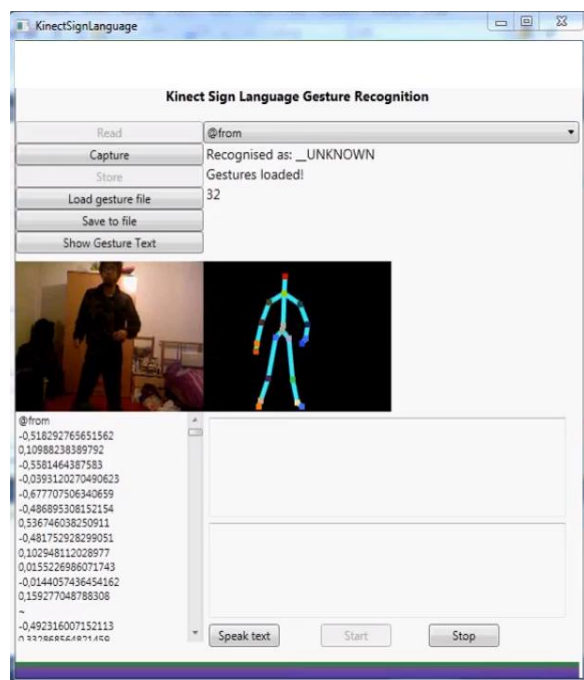 KinectSignLanguage
Kinect Sign Language Gesture Recognition
Read
@from
Capture
Recognised as: __UNKNOWN
Store
Gestures loaded!
Load gesture file
32
Save to file
Show Gesture Text
@from
-0,518292765651562
0,10988238389792
-0,5581464387583
-0,0393120270490623
-0,677707506340659
-0,486895308152154
0,536746038250911
-0,481752928299051
0,102948112028977
0,0155226986071743
-0,0144057436454162
0,159277048788308
~
-0,492316007152113
0,332868564821459
Speak text
Start
Stop